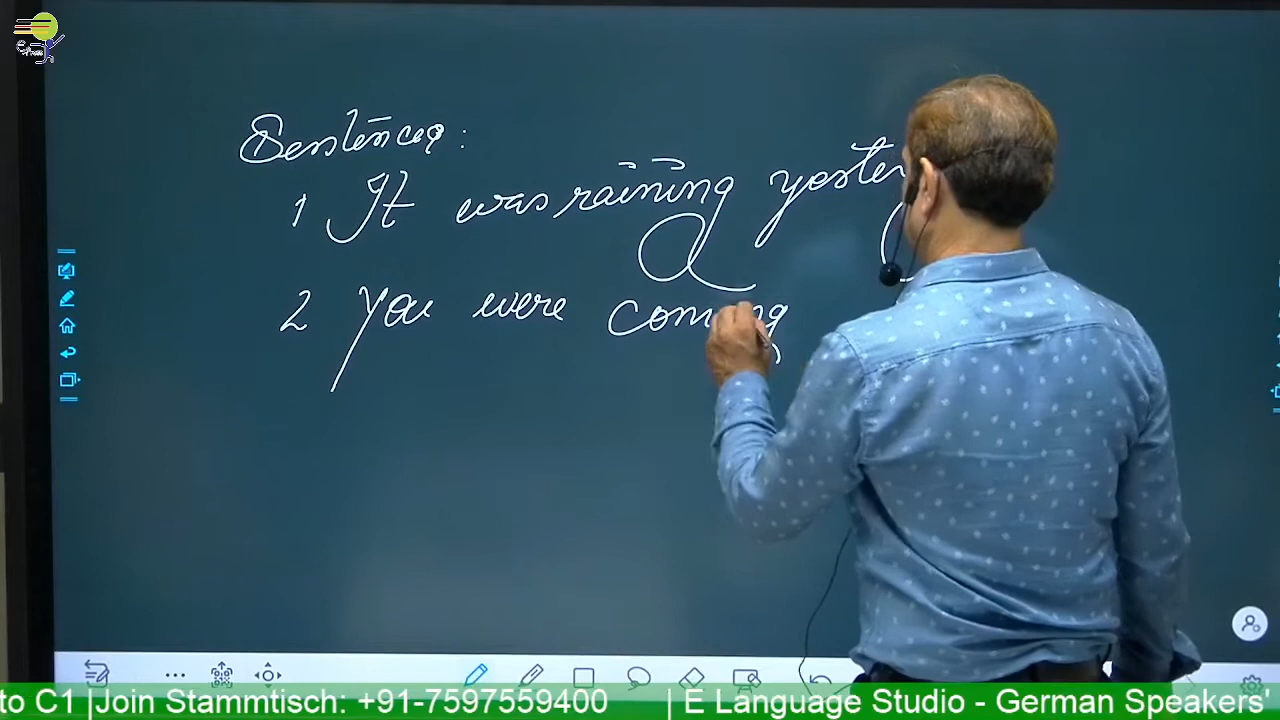 Sentences:
1 It was raining yester
2 You were coming
to C1 |Join Stammtisch: +91-7597559400 | E Language Studio - German Speakers'